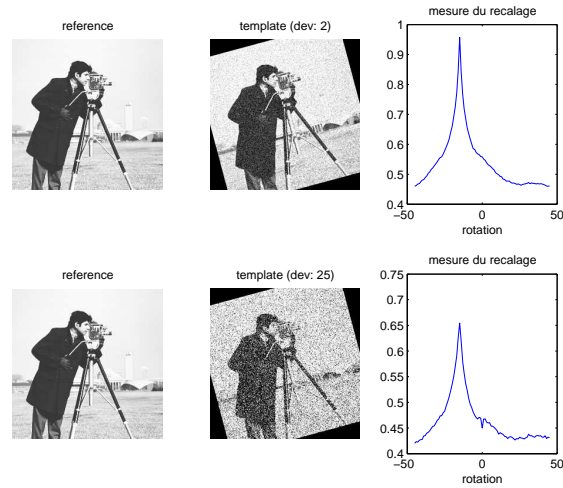 reference
template (dev: 2)
mesure du recalage
1
0.9
0.8
0.7
0.6
0.5
0.4
−50
0
50
rotation
reference
template (dev: 25)
mesure du recalage
0.75
0.7
0.65
0.6
0.55
0.5
0.45
0.4
−50
0
50
rotation